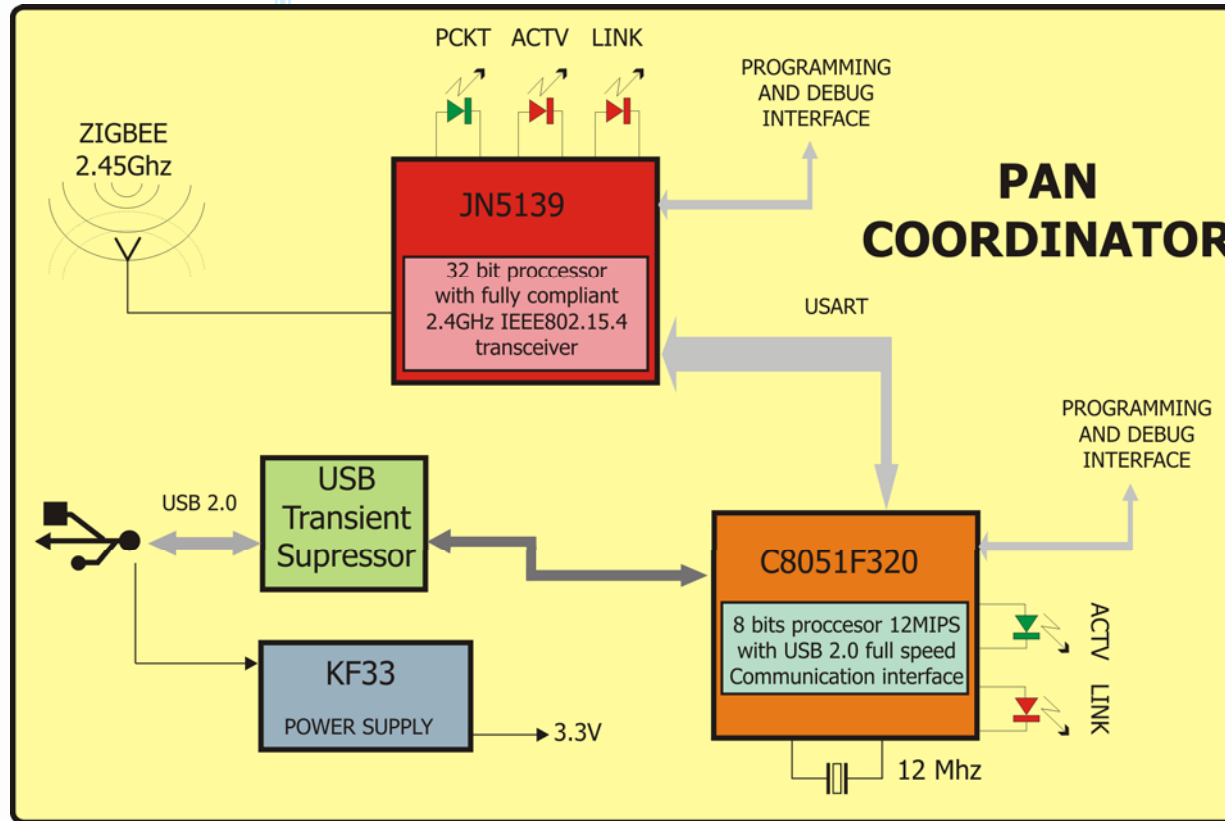 PCKT ACTV LINK
PROGRAMMING
AND DEBUG
INTERFACE
ZIGBEE
2.45Ghz
PAN
COORDINATOR
JN5139
32 bit proccessor
with fully compliant
2.4GHz IEEE802.15.4
transceiver
USART
PROGRAMMING
AND DEBUG
INTERFACE
USB 2.0
USB
Transient
Supressor
C8051F320
8 bits proccesor 12MIPS
with USB 2.0 full speed
Communication interface
ACTV
LINK
KF33
POWER SUPPLY
3.3V
12 Mhz